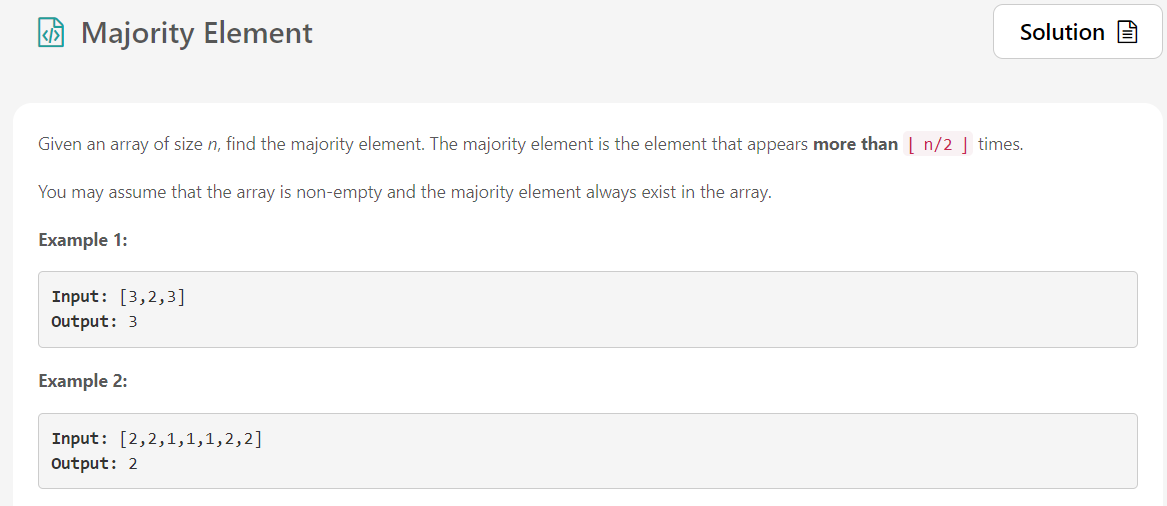 Majority Element
Solution
Given an array of size n, find the majority element. The majority element is the element that appears more than ⌊ n/2 ⌋ times.
You may assume that the array is non-empty and the majority element always exist in the array.
Example 1:
Input: [3,2,3]
Output: 3
Example 2:
Input: [2,2,1,1,1,2,2]
Output: 2